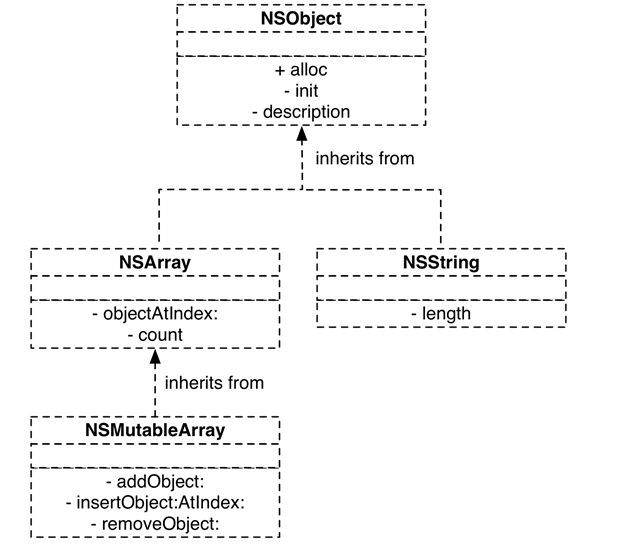 NSObject
+ alloc
- init
- description
inherits from
NSArray
- objectAtIndex:
- count
NSString
- length
inherits from
NSMutableArray
- addObject:
- insertObject:AtIndex:
- removeObject: